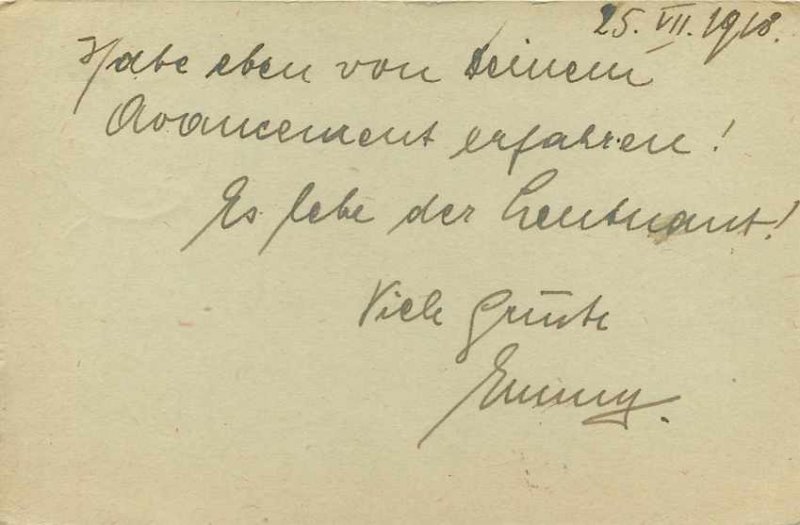 25. VII. 1918.
Habe eben von Deinem
Avancement erfahren!
Es lebe der Leutnant!
Viele Grüße
Emmy.